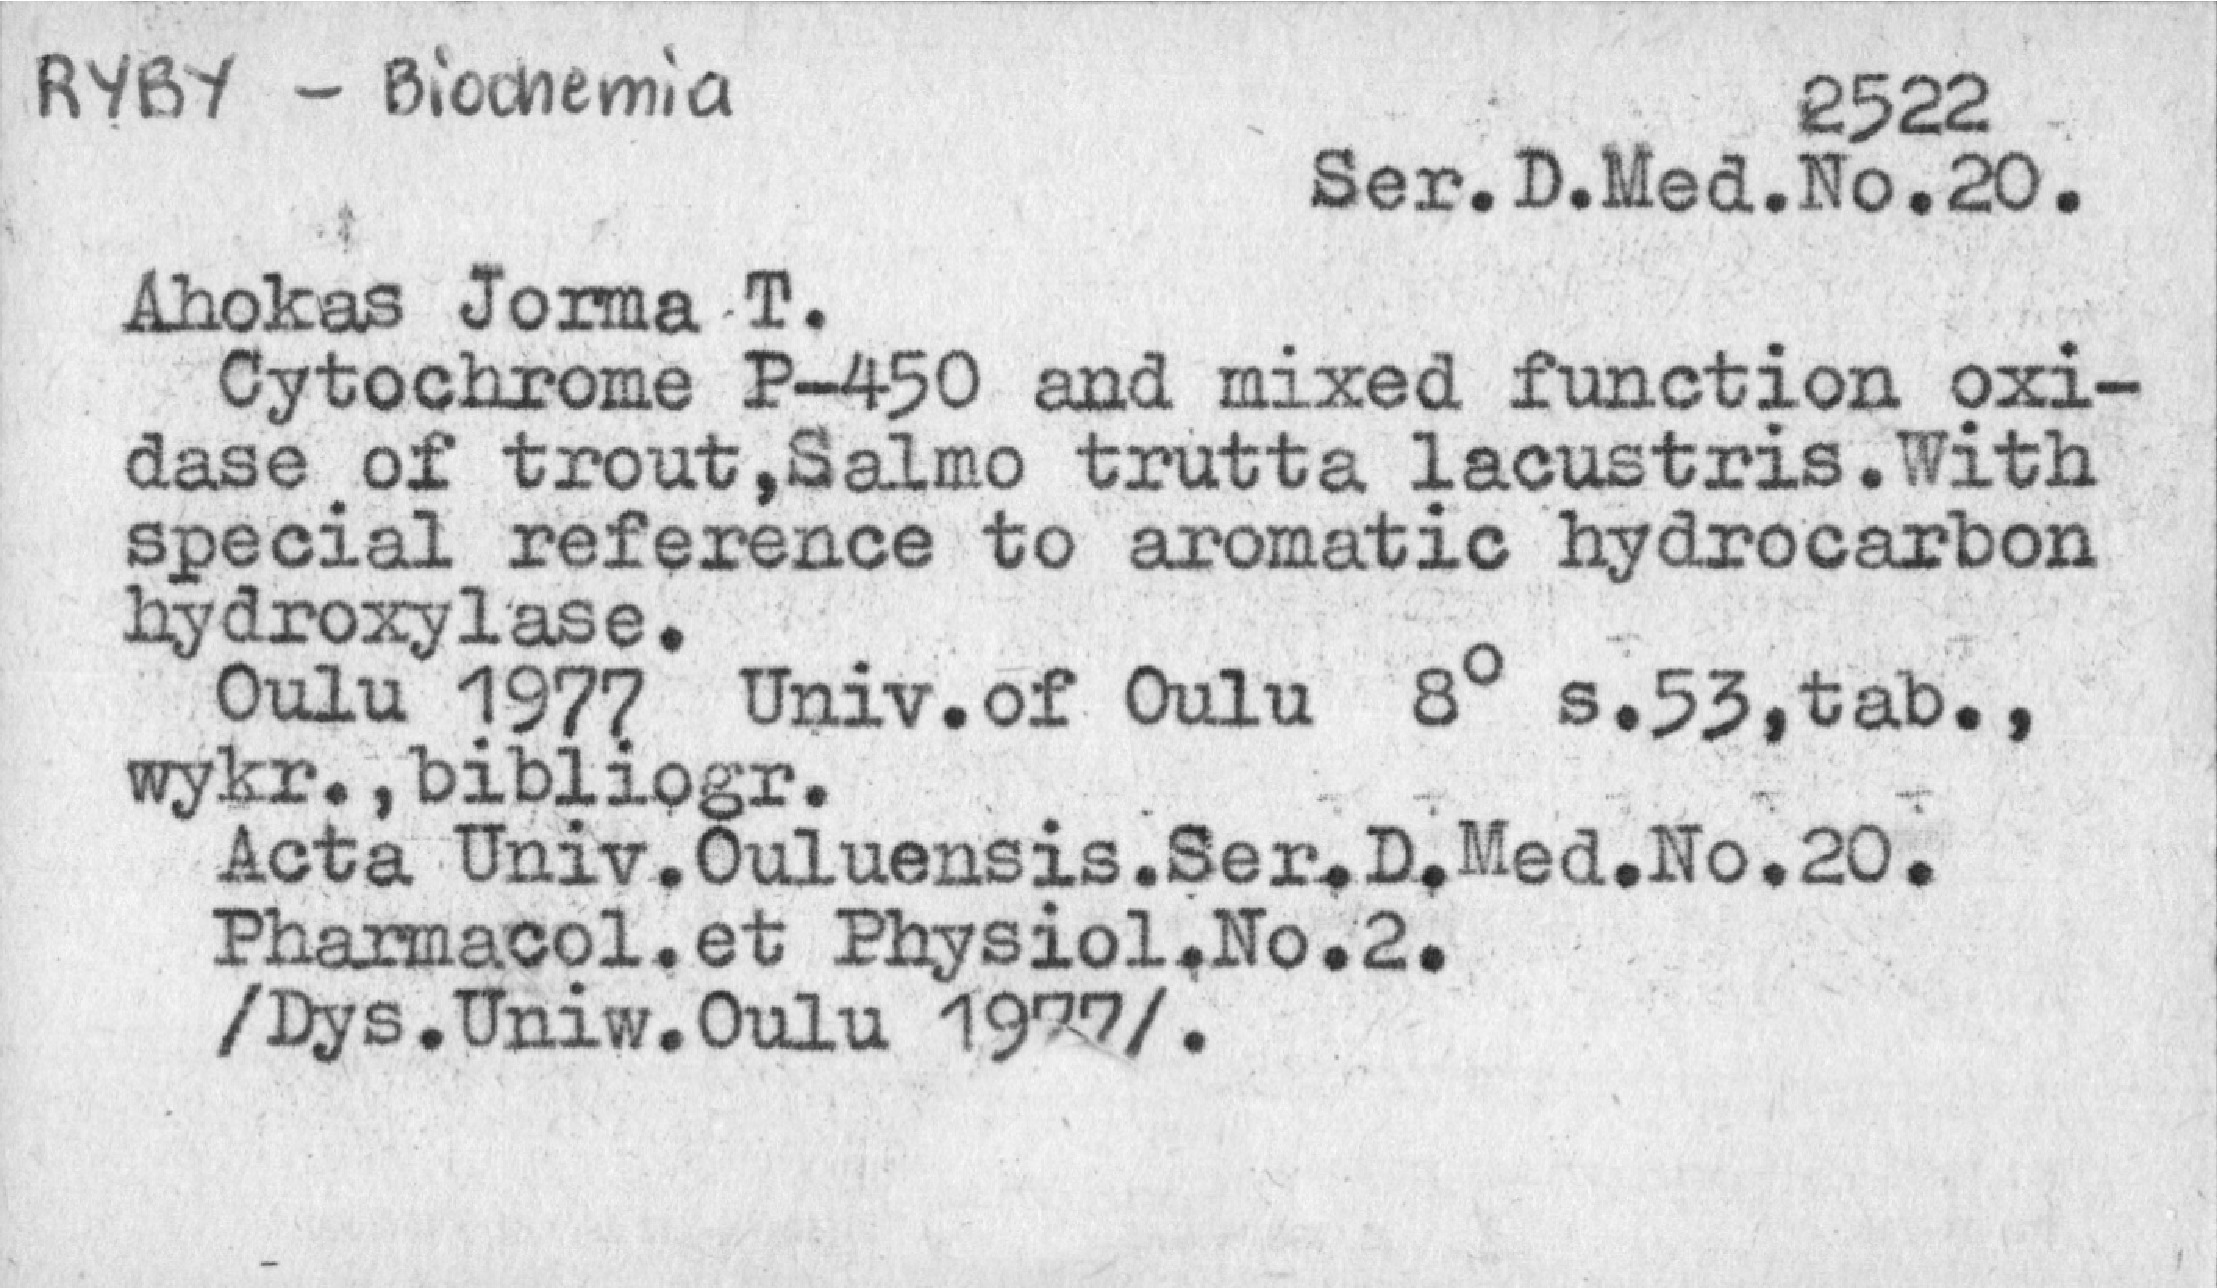 RYBY - Biochemia
2522
Ser.D.Med.No.20.
Ahokas Jorma T.
Cytochrome P-450 and mixed function oxi-
dase of trout,Salmo trutta lacustris.With
special reference to aromatic hydrocarbon
hydroxylase.
Oulu 1977 Univ.of Oulu 8° s.53,tab.,
wykr.,bibliogr.
Acta Univ.Ouluensis.Ser.D.Med.No.20.
Pharmacol.et Physiol.No.2.
/Dys.Uniw.Oulu 1977/.